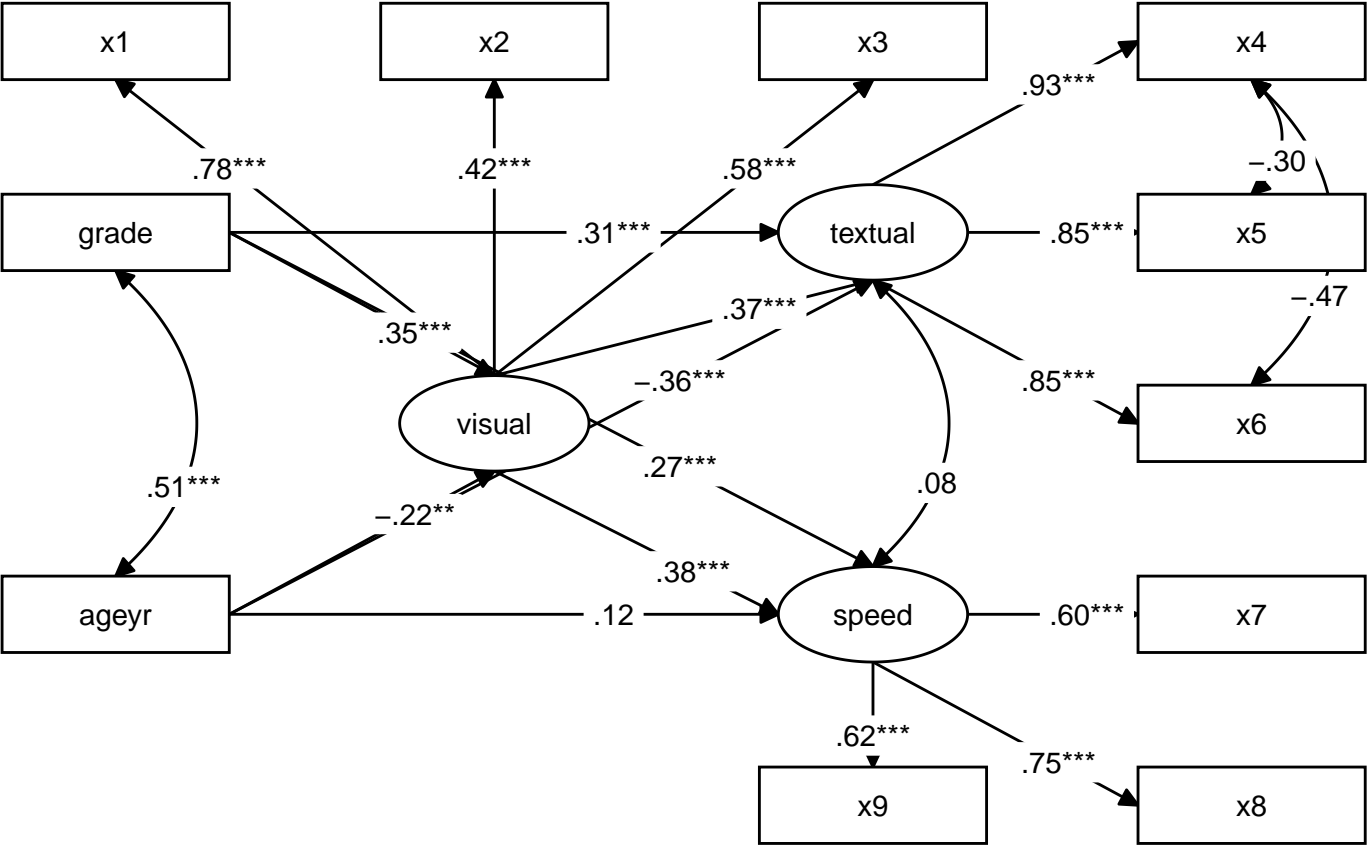 x1
x2
x3
x4
.93***
.78***
.42***
.58***
–.30
grade
.31***
textual
.85***
x5
–.47
.37***
.35***
–.36***
.85***
visual
x6
.27***
.51***
.08
–.22**
.38***
ageyr
.12
speed
.60***
x7
.62***
.75***
x9
x8